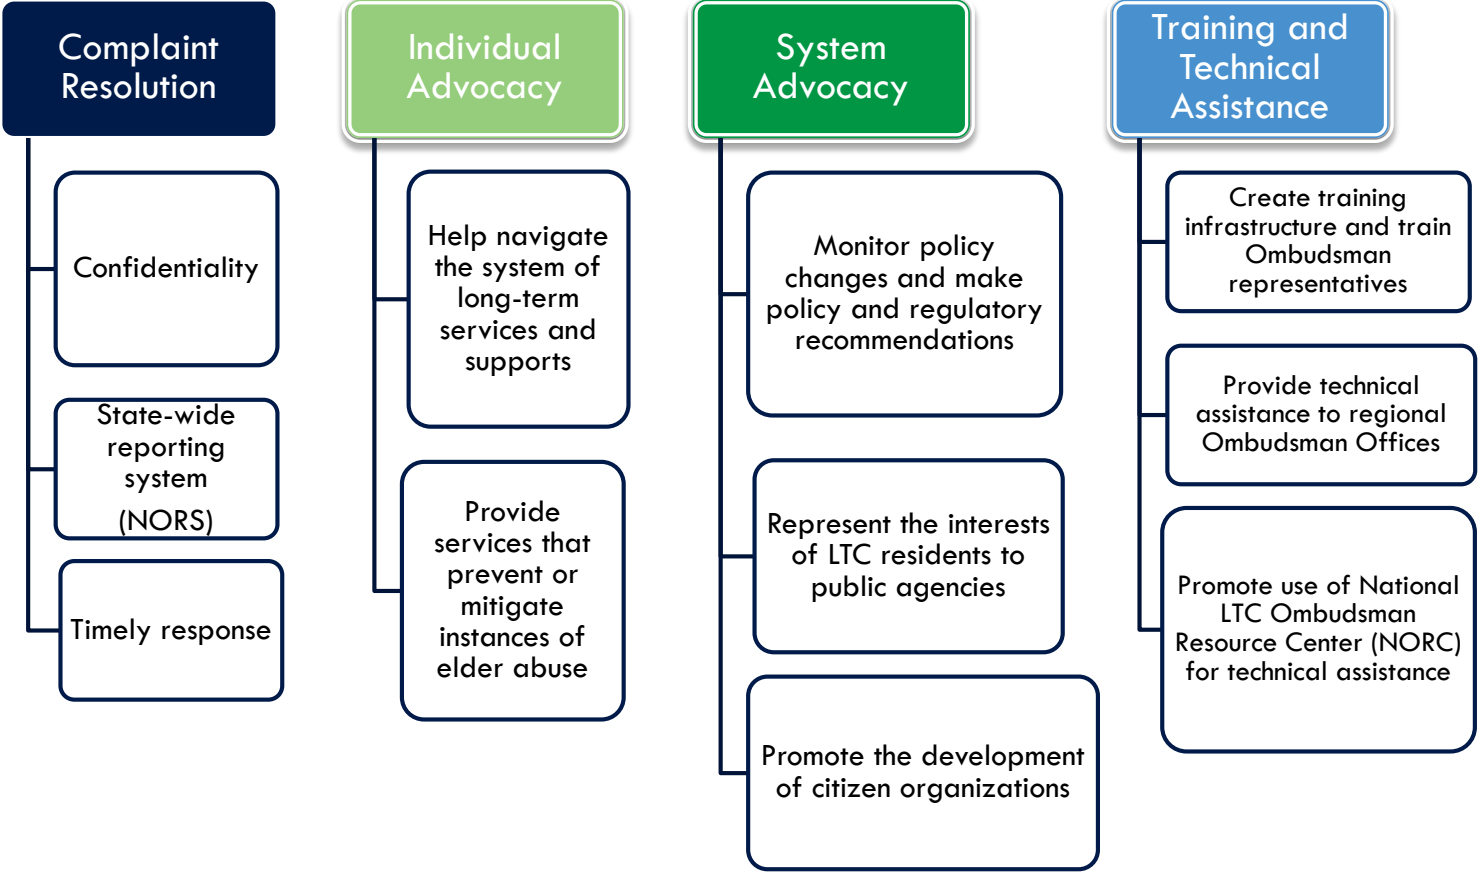 Complaint
Resolution
Confidentiality
State-wide
reporting
system
(NORS)
Timely response
Individual
Advocacy
Help navigate
the system of
long-term
services and
supports
Provide
services that
prevent or
mitigate
instances of
elder abuse
System
Advocacy
Monitor policy
changes and make
policy and regulatory
recommendations
Represent the interests
of LTC residents to
public agencies
Promote the development
of citizen organizations
Training and
Technical
Assistance
Create training
infrastructure and train
Ombudsman
representatives
Provide technical
assistance to regional
Ombudsman Offices
Promote use of National
LTC Ombudsman
Resource Center (NORC)
for technical assistance